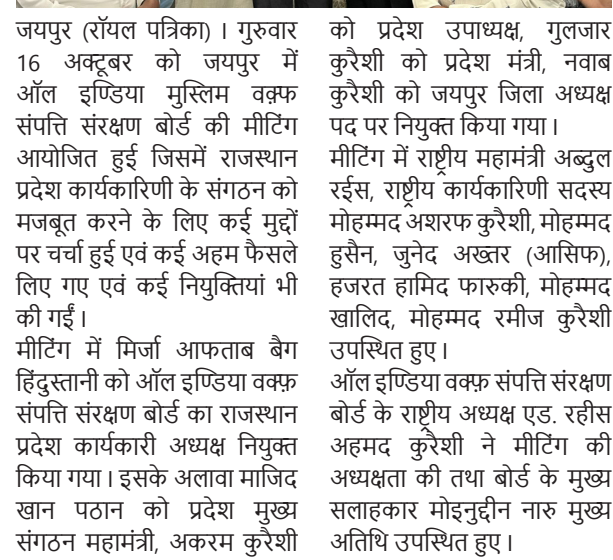 जयपुर (रॉयल पत्रिका) । गुरुवार
16 अक्टूबर को जयपुर में
ऑल इण्डिया मुस्लिम वक़्फ
संपत्ति संरक्षण बोर्ड की मीटिंग
आयोजित हुई जिसमें राजस्थान
प्रदेश कार्यकारिणी के संगठन को
मजबूत करने के लिए कई मुद्दों
पर चर्चा हुई एवं कई अहम फैसले
लिए गए एवं कई नियुक्तियां भी
की गईं ।
मीटिंग में मिर्जा आफताब बैग
हिंदुस्तानी को ऑल इण्डिया वक्फ़
संपत्ति संरक्षण बोर्ड का राजस्थान
प्रदेश कार्यकारी अध्यक्ष नियुक्त
किया गया । इसके अलावा माजिद
खान पठान को प्रदेश मुख्य
संगठन महामंत्री, अकरम कुरैशी
को प्रदेश उपाध्यक्ष, गुलजार
कुरैशी को प्रदेश मंत्री, नवाब
कुरैशी को जयपुर जिला अध्यक्ष
पद पर नियुक्त किया गया ।
मीटिंग में राष्ट्रीय महामंत्री अब्दुल
रईस, राष्ट्रीय कार्यकारिणी सदस्य
मोहम्मद अशरफ कुरैशी, मोहम्मद
हुसैन, जुनेद अख्तर (आसिफ),
हजरत हामिद फारुकी, मोहम्मद
खालिद, मोहम्मद रमीज कुरैशी
उपस्थित हुए ।
ऑल इण्डिया वक्फ़ संपत्ति संरक्षण
बोर्ड के राष्ट्रीय अध्यक्ष एड. रहीस
अहमद कुरैशी ने मीटिंग की
अध्यक्षता की तथा बोर्ड के मुख्य
सलाहकार मोइनुद्दीन नारु मुख्य
अतिथि उपस्थित हुए ।